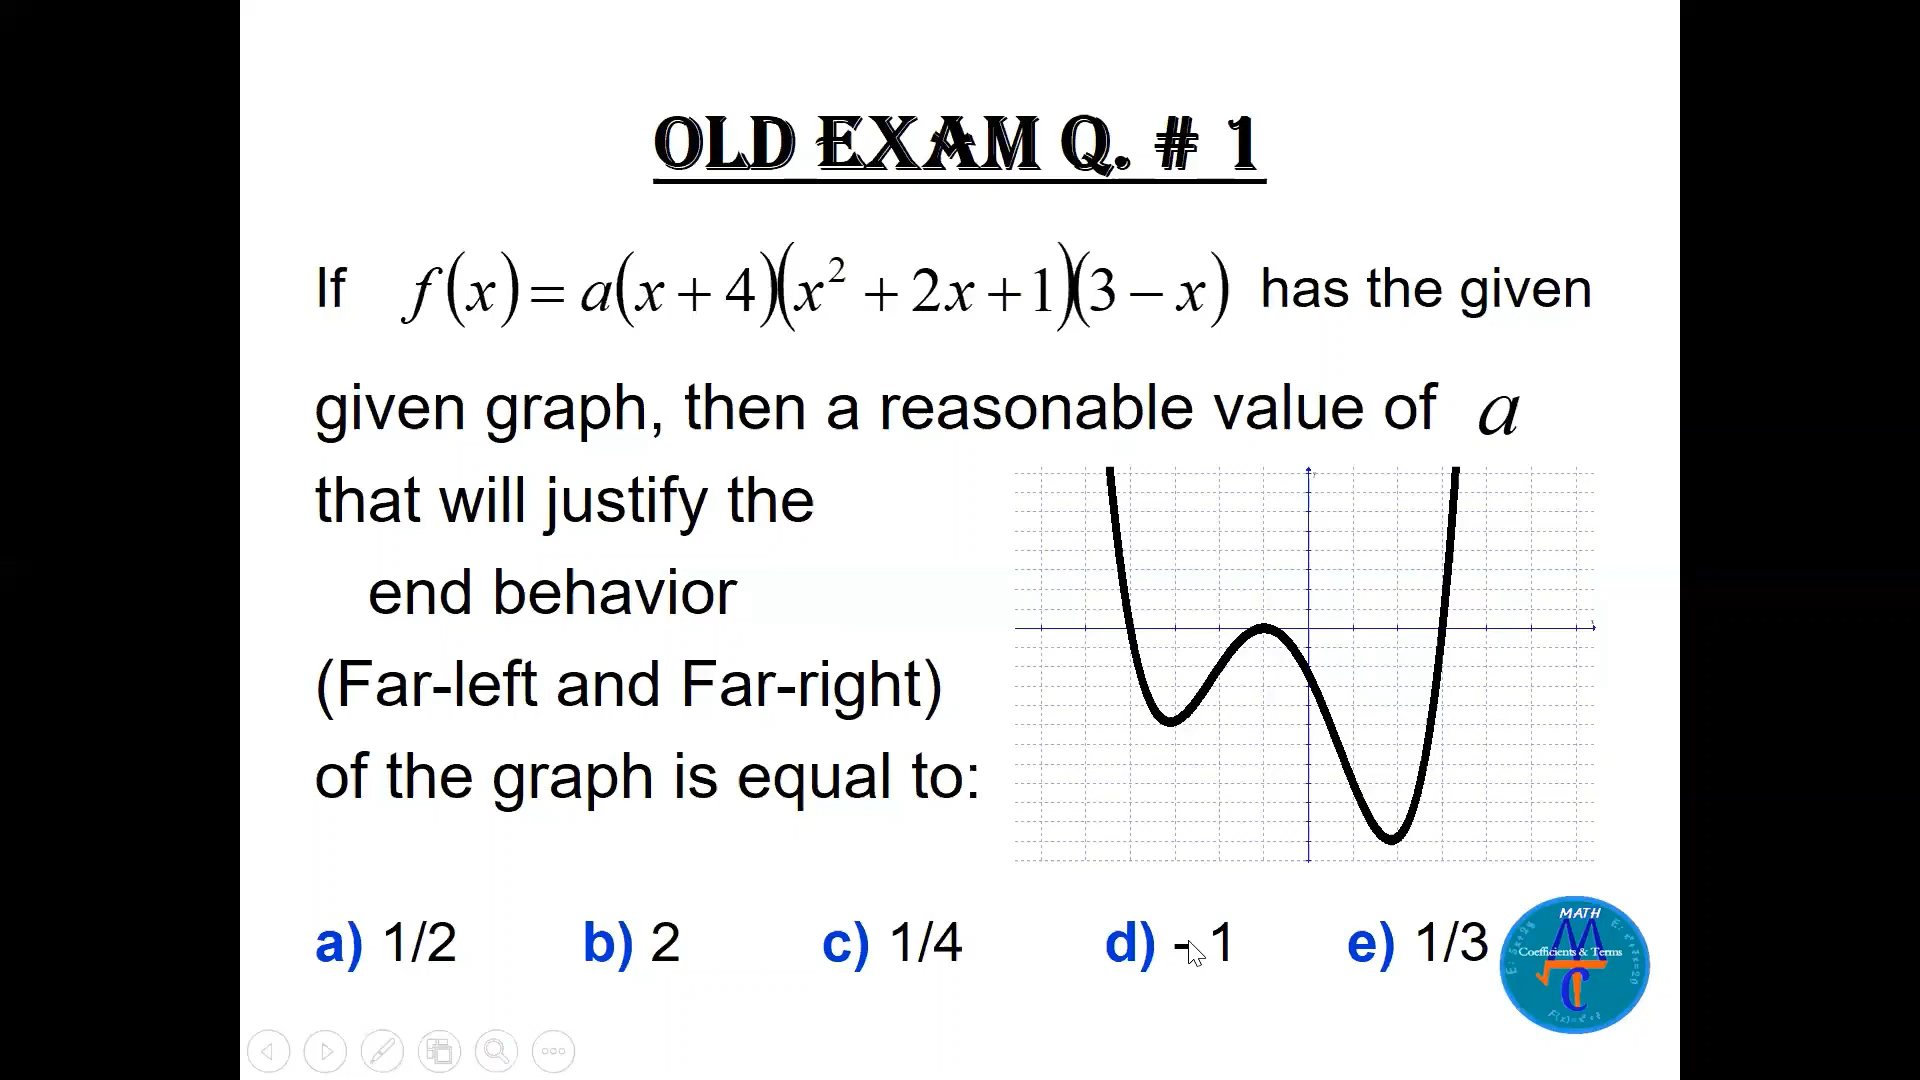 OLD EXAM Q. # 1
If f(x) = a(x + 4)(x² + 2x + 1)(3 − x) has the given
given graph, then a reasonable value of a
that will justify the
end behavior
(Far-left and Far-right)
of the graph is equal to:
a) 1/2 b) 2 c) 1/4 d) - 1 e) 1/3
MATH
Coefficients & Terms